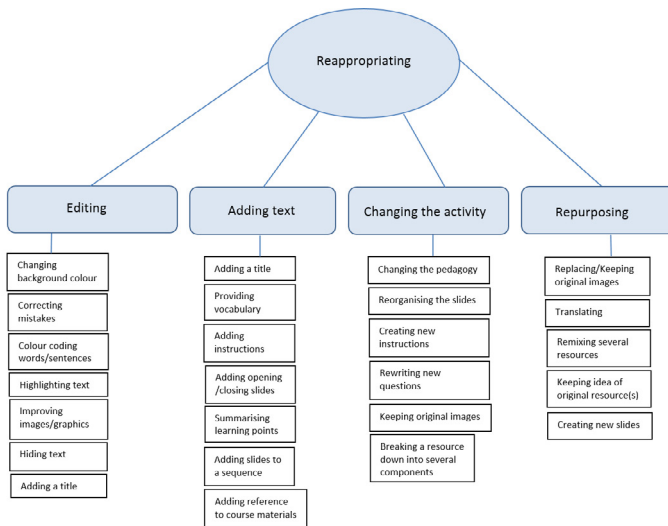 Reappropriating
Editing
Adding text
Changing the activity
Repurposing
Changing
background colour
Correcting
mistakes
Colour coding
words/sentences
Highlighting text
Improving
images/graphics
Hiding text
Adding a title
Adding a title
Providing
vocabulary
Adding
instructions
Adding opening
/closing slides
Summarising
learning points
Adding slides to
a sequence
Adding reference
to course materials
Changing the pedagogy
Reorganising the slides
Creating new
instructions
Rewriting new
questions
Keeping original images
Breaking a resource
down into several
components
Replacing/Keeping
original images
Translating
Remixing several
resources
Keeping idea of
original resource(s)
Creating new slides